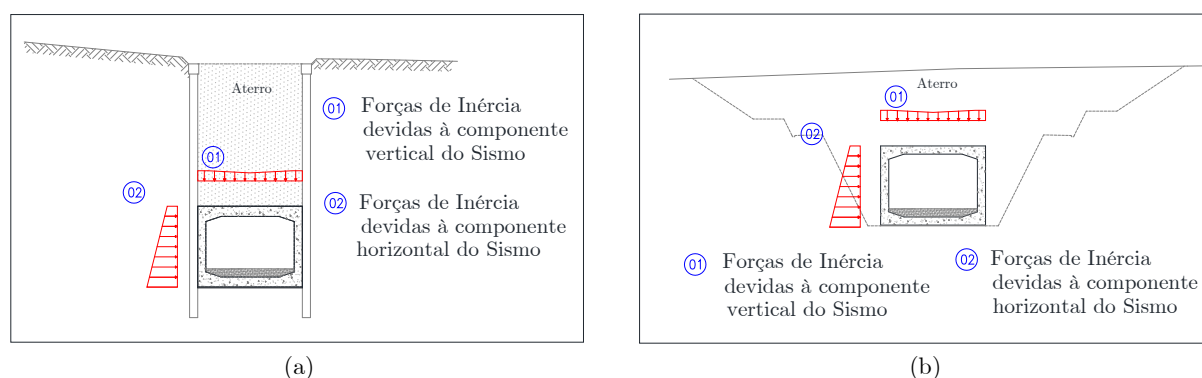 Aterro
01
01
Forças de Inércia
devidas à componente
vertical do Sismo
02
02
Forças de Inércia
devidas à componente
horizontal do Sismo
(a)
Aterro
01
02
01
Forças de Inércia
devidas à componente
vertical do Sismo
02
Forças de Inércia
devidas à componente
horizontal do Sismo
(b)